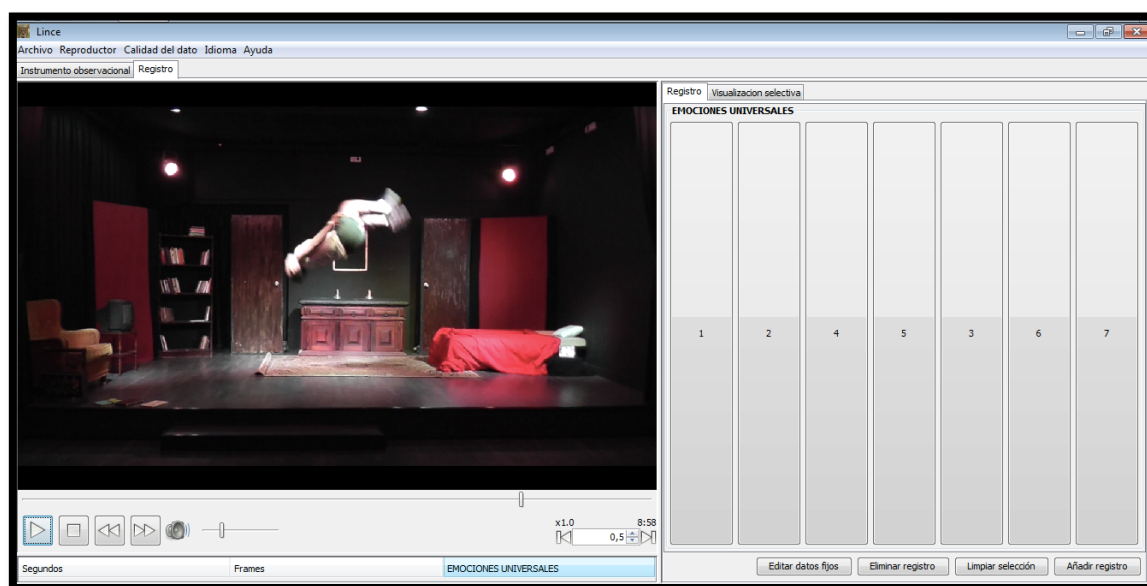 Lince
Archivo Reproductor Calidad del dato Idioma Ayuda
Instrumento observacional Registro
Registro Visualizacion selectiva
EMOCIONES UNIVERSALES
1 2 4 5 3 6 7
x1.0 8:58
0,5
Segundos Frames EMOCIONES UNIVERSALES
Editar datos fijos Eliminar registro Limpiar selección Añadir registro